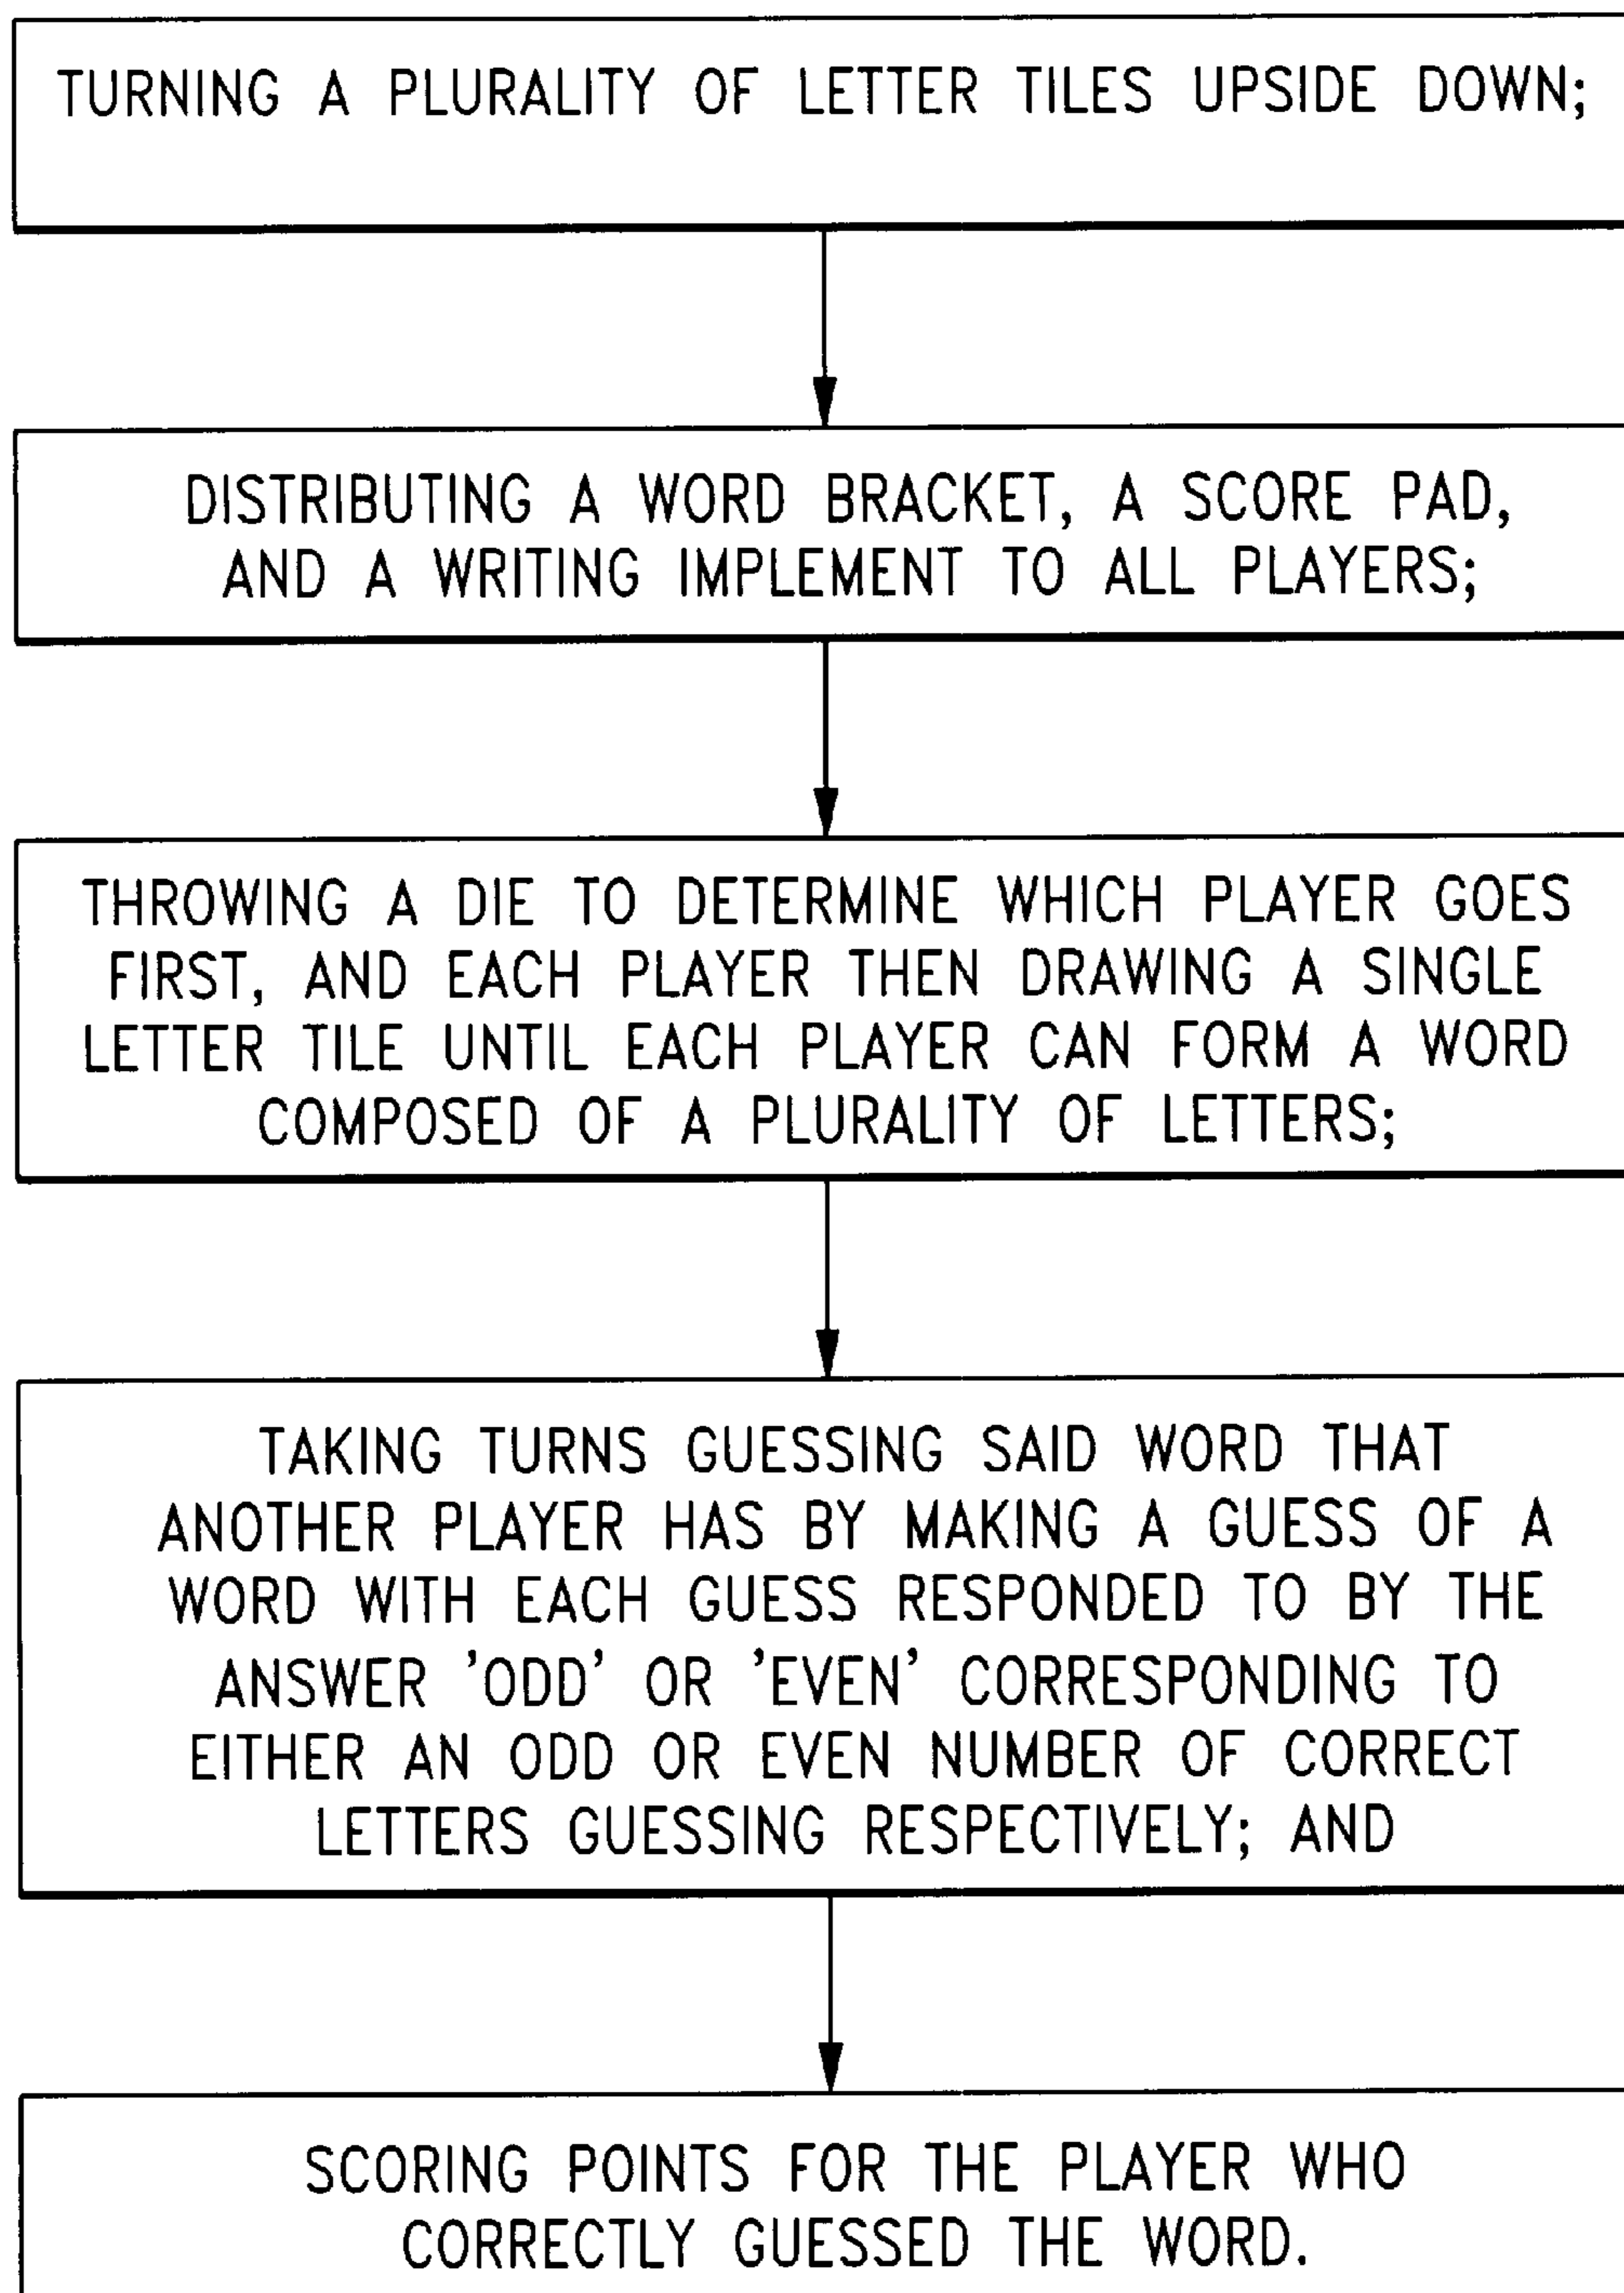 TURNING A PLURALITY OF LETTER TILES UPSIDE DOWN;
DISTRIBUTING A WORD BRACKET, A SCORE PAD,
AND A WRITING IMPLEMENT TO ALL PLAYERS;
THROWING A DIE TO DETERMINE WHICH PLAYER GOES
FIRST, AND EACH PLAYER THEN DRAWING A SINGLE
LETTER TILE UNTIL EACH PLAYER CAN FORM A WORD
COMPOSED OF A PLURALITY OF LETTERS;
TAKING TURNS GUESSING SAID WORD THAT
ANOTHER PLAYER HAS BY MAKING A GUESS OF A
WORD WITH EACH GUESS RESPONDED TO BY THE
ANSWER 'ODD' OR 'EVEN' CORRESPONDING TO
EITHER AN ODD OR EVEN NUMBER OF CORRECT
LETTERS GUESSING RESPECTIVELY; AND
SCORING POINTS FOR THE PLAYER WHO
CORRECTLY GUESSED THE WORD.